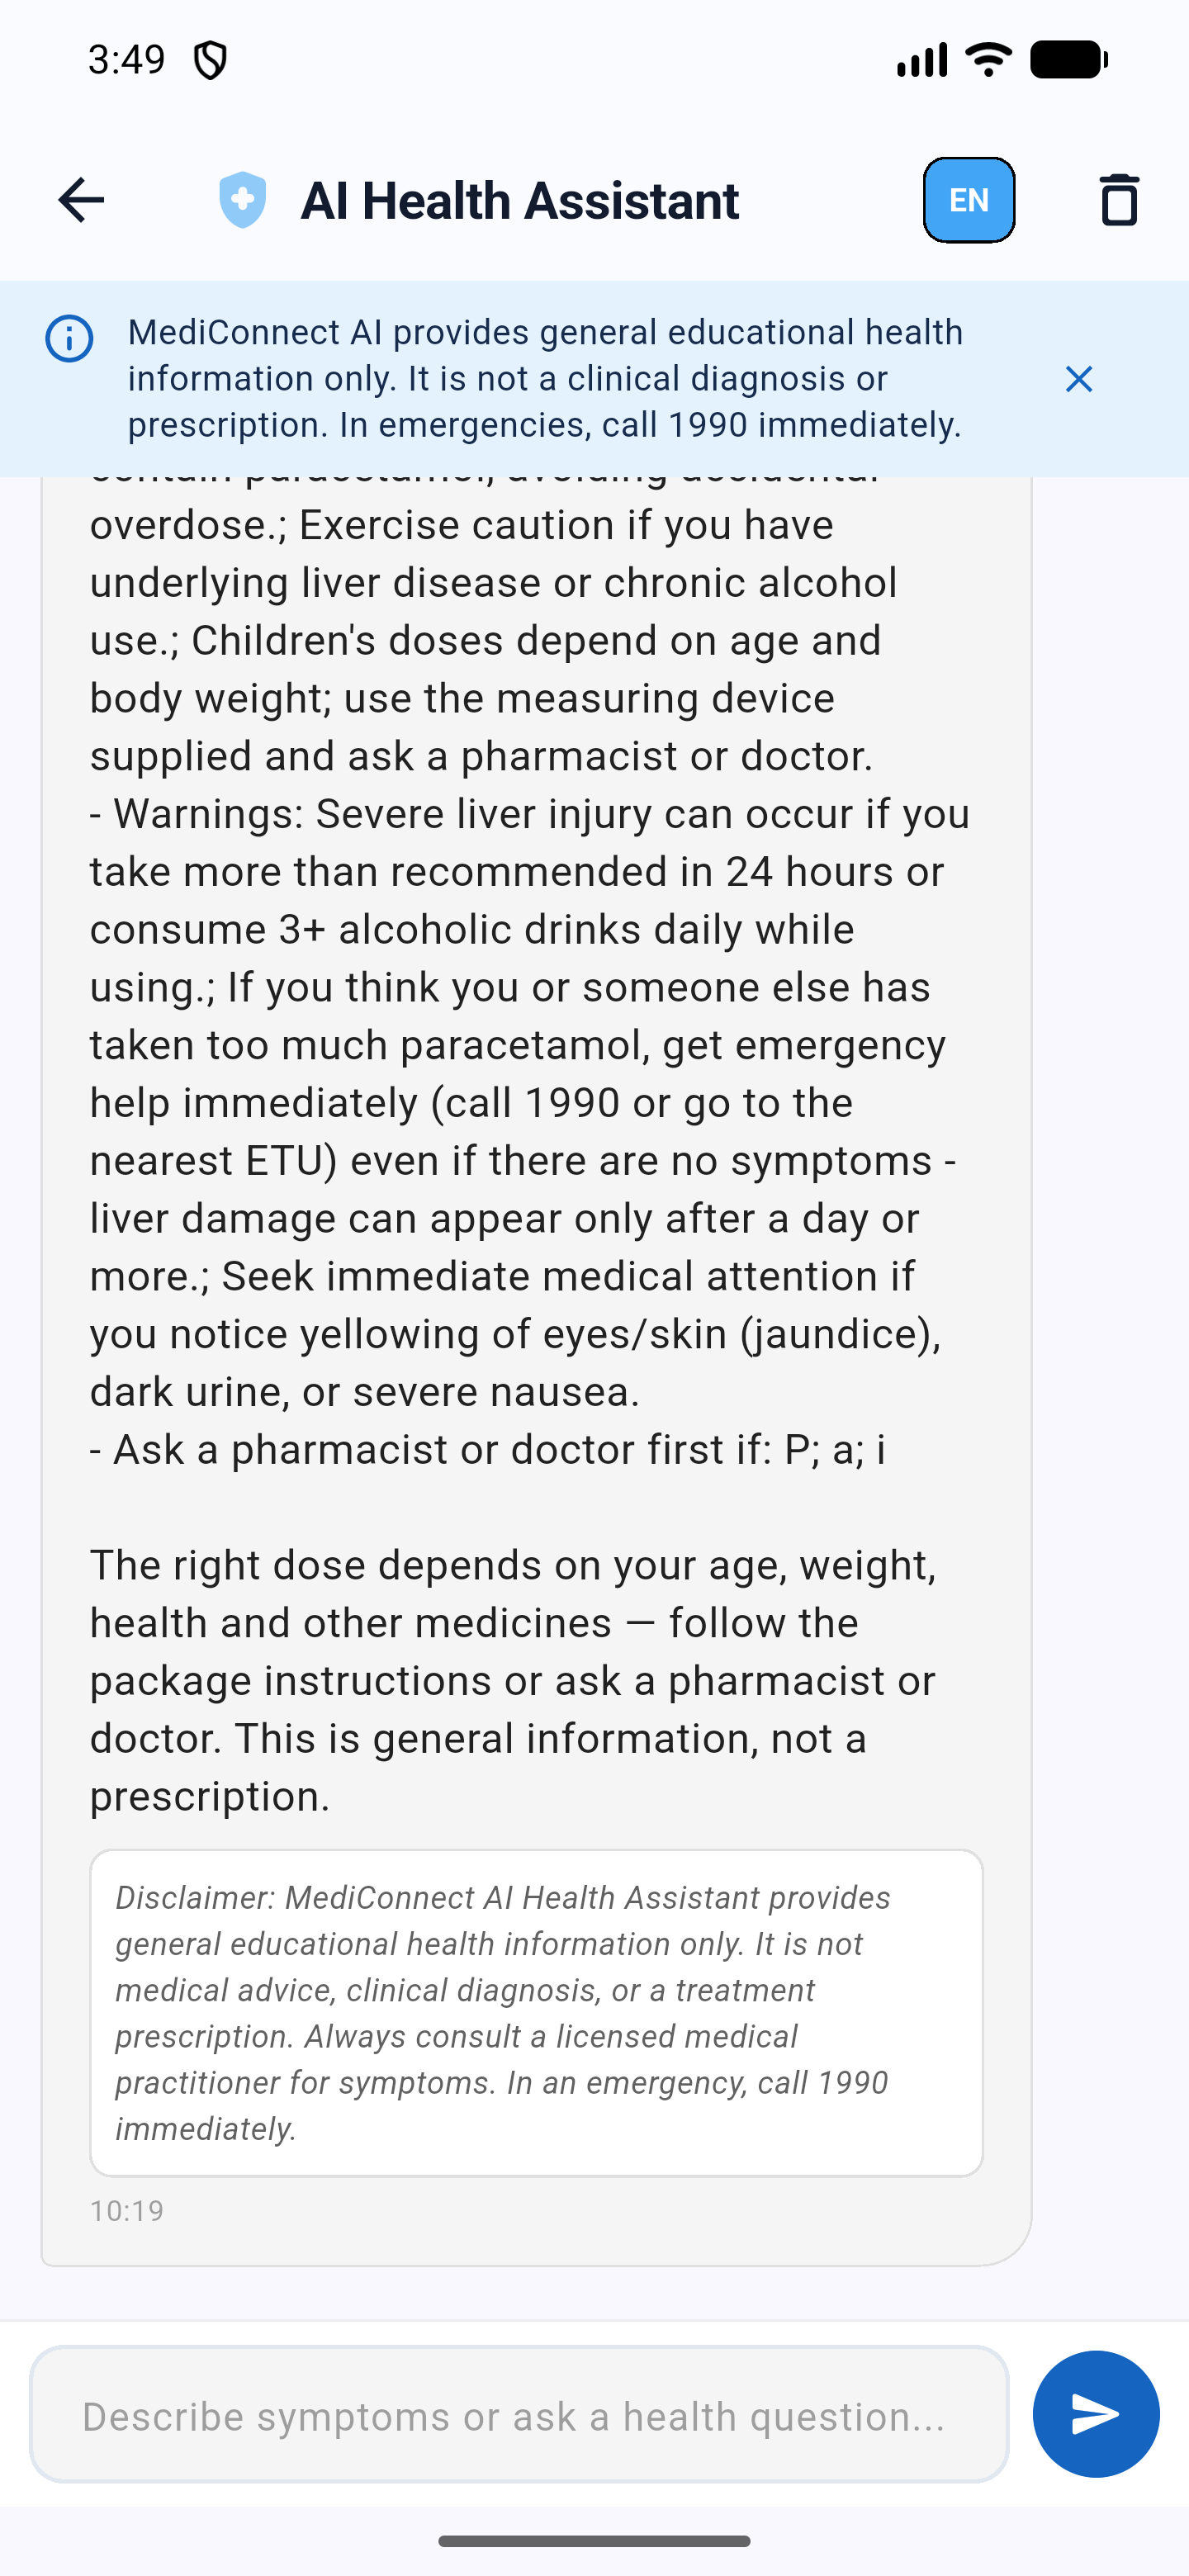 3:49
AI Health Assistant
EN
MediConnect AI provides general educational health
information only. It is not a clinical diagnosis or
prescription. In emergencies, call 1990 immediately.
overdose.; Exercise caution if you have
underlying liver disease or chronic alcohol
use.; Children's doses depend on age and
body weight; use the measuring device
supplied and ask a pharmacist or doctor.
- Warnings: Severe liver injury can occur if you
take more than recommended in 24 hours or
consume 3+ alcoholic drinks daily while
using.; If you think you or someone else has
taken too much paracetamol, get emergency
help immediately (call 1990 or go to the
nearest ETU) even if there are no symptoms -
liver damage can appear only after a day or
more.; Seek immediate medical attention if
you notice yellowing of eyes/skin (jaundice),
dark urine, or severe nausea.
- Ask a pharmacist or doctor first if: P; a; i
The right dose depends on your age, weight,
health and other medicines — follow the
package instructions or ask a pharmacist or
doctor. This is general information, not a
prescription.
Disclaimer: MediConnect AI Health Assistant provides
general educational health information only. It is not
medical advice, clinical diagnosis, or a treatment
prescription. Always consult a licensed medical
practitioner for symptoms. In an emergency, call 1990
immediately.
10:19
Describe symptoms or ask a health question...